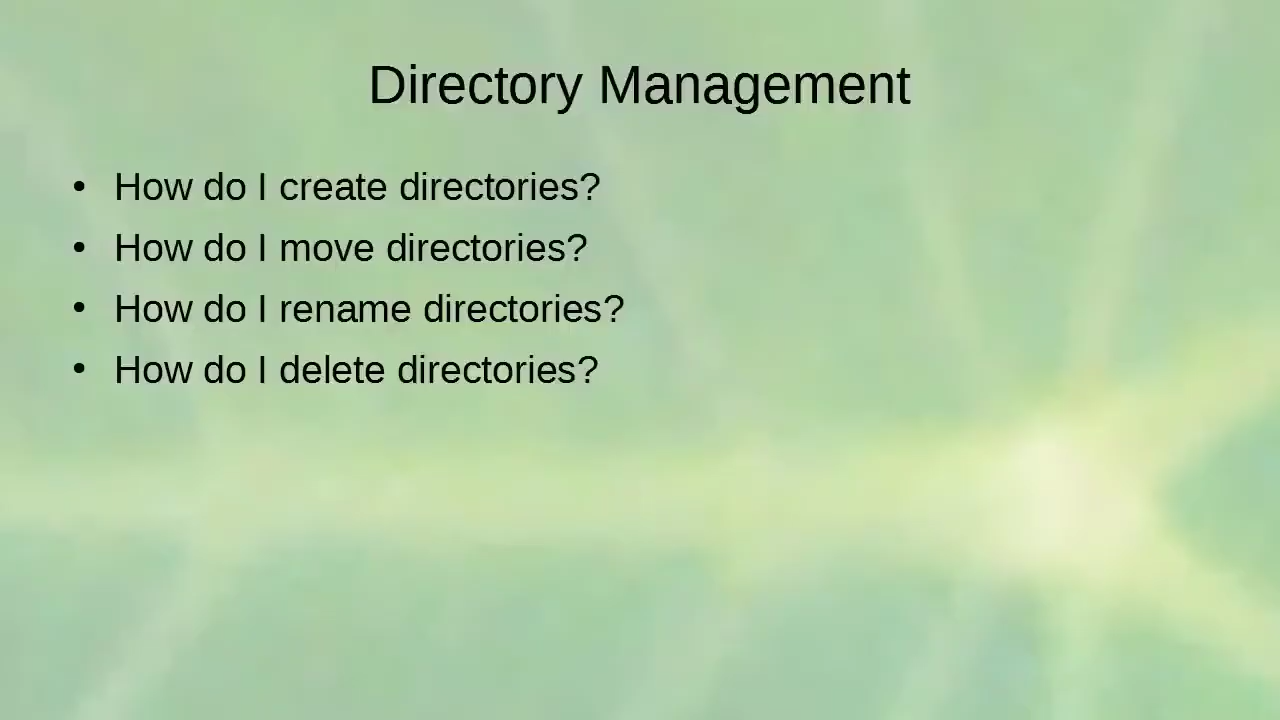 Directory Management
• How do I create directories?
• How do I move directories?
• How do I rename directories?
• How do I delete directories?